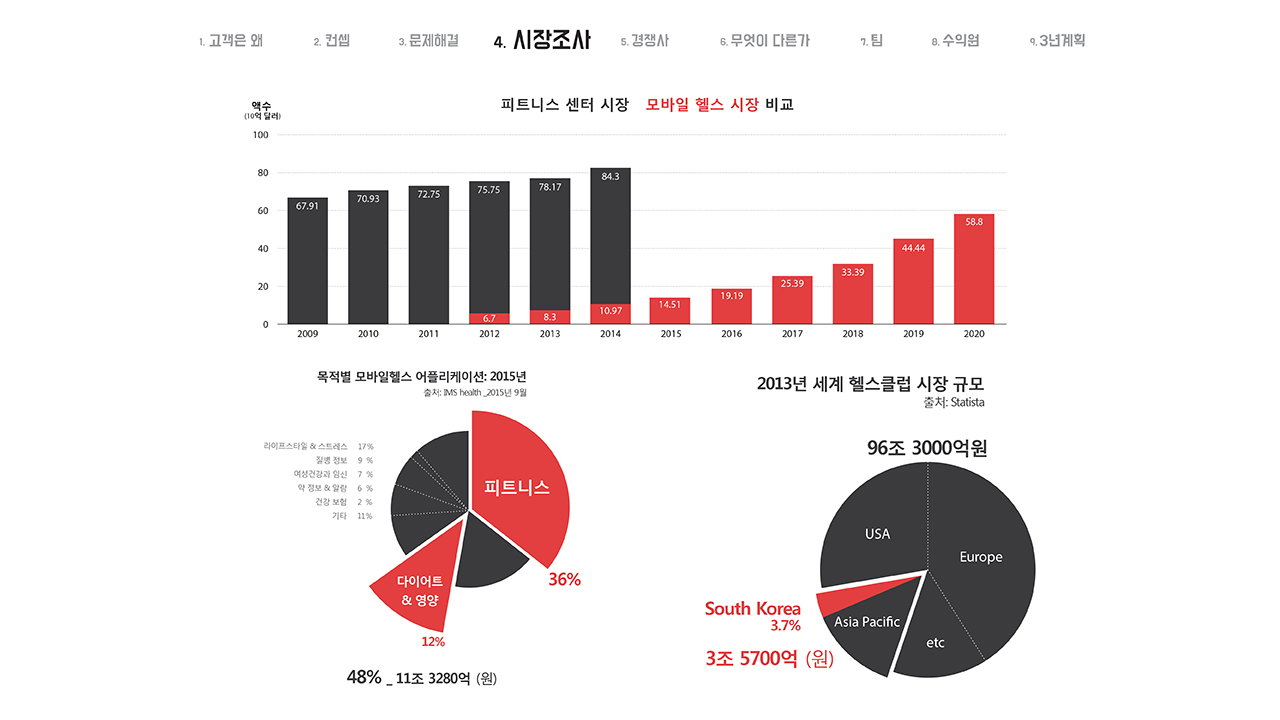 1. 고객은 왜 2. 컨셉 3. 문제해결 4. 시장조사 5. 경쟁사 6. 무엇이 다른가 7. 팀 8. 수익원 9. 3년계획
피트니스 센터 시장 모바일 헬스 시장 비교
액수
(10억 달러)
100
80
60
40
20
0
67.91 70.93 72.75 75.75 78.17 84.3
6.7 8.3 10.97 14.51 19.19 25.39 33.39 44.44 58.8
2009 2010 2011 2012 2013 2014 2015 2016 2017 2018 2019 2020
목적별 모바일헬스 어플리케이션: 2015년
출처: IMS health _2015년 9월
라이프스타일 & 스트레스 17%
질병 정보 9 %
여성건강과 임신 7 %
약 정보 & 알람 6 %
건강 보험 2 %
기타 11%
피트니스
36%
다이어트
& 영양
12%
48% _ 11조 3280억 (원)
2013년 세계 헬스클럽 시장 규모
출처: Statista
96조 3000억원
USA
Europe
South Korea
3.7%
Asia Pacific
etc
3조 5700억 (원)